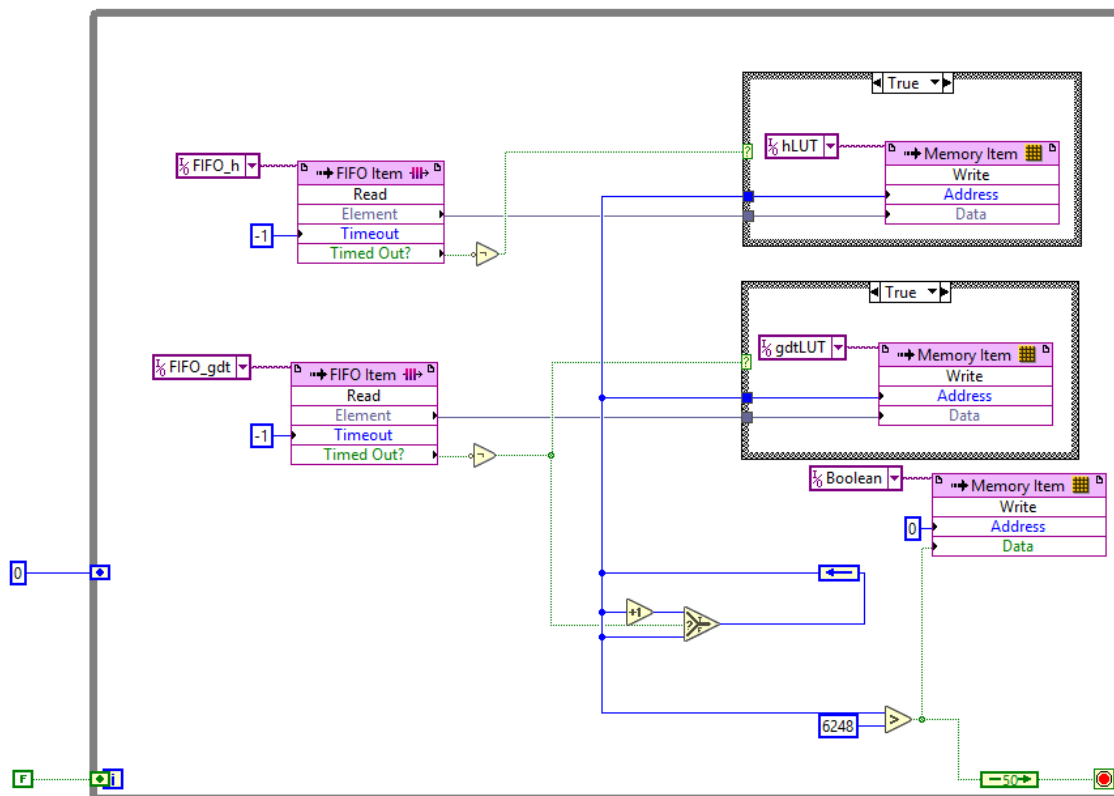 True
FIFO_h
hLUT
FIFO Item
Memory Item
Read
Write
Element
Address
-1
Timeout
Data
Timed Out?
True
FIFO_gdt
gdtLUT
FIFO Item
Memory Item
Read
Write
Element
Address
-1
Timeout
Data
Timed Out?
Boolean
Memory Item
Write
0
Address
Data
0
+1
?
T
F
6248
>
F
i
50